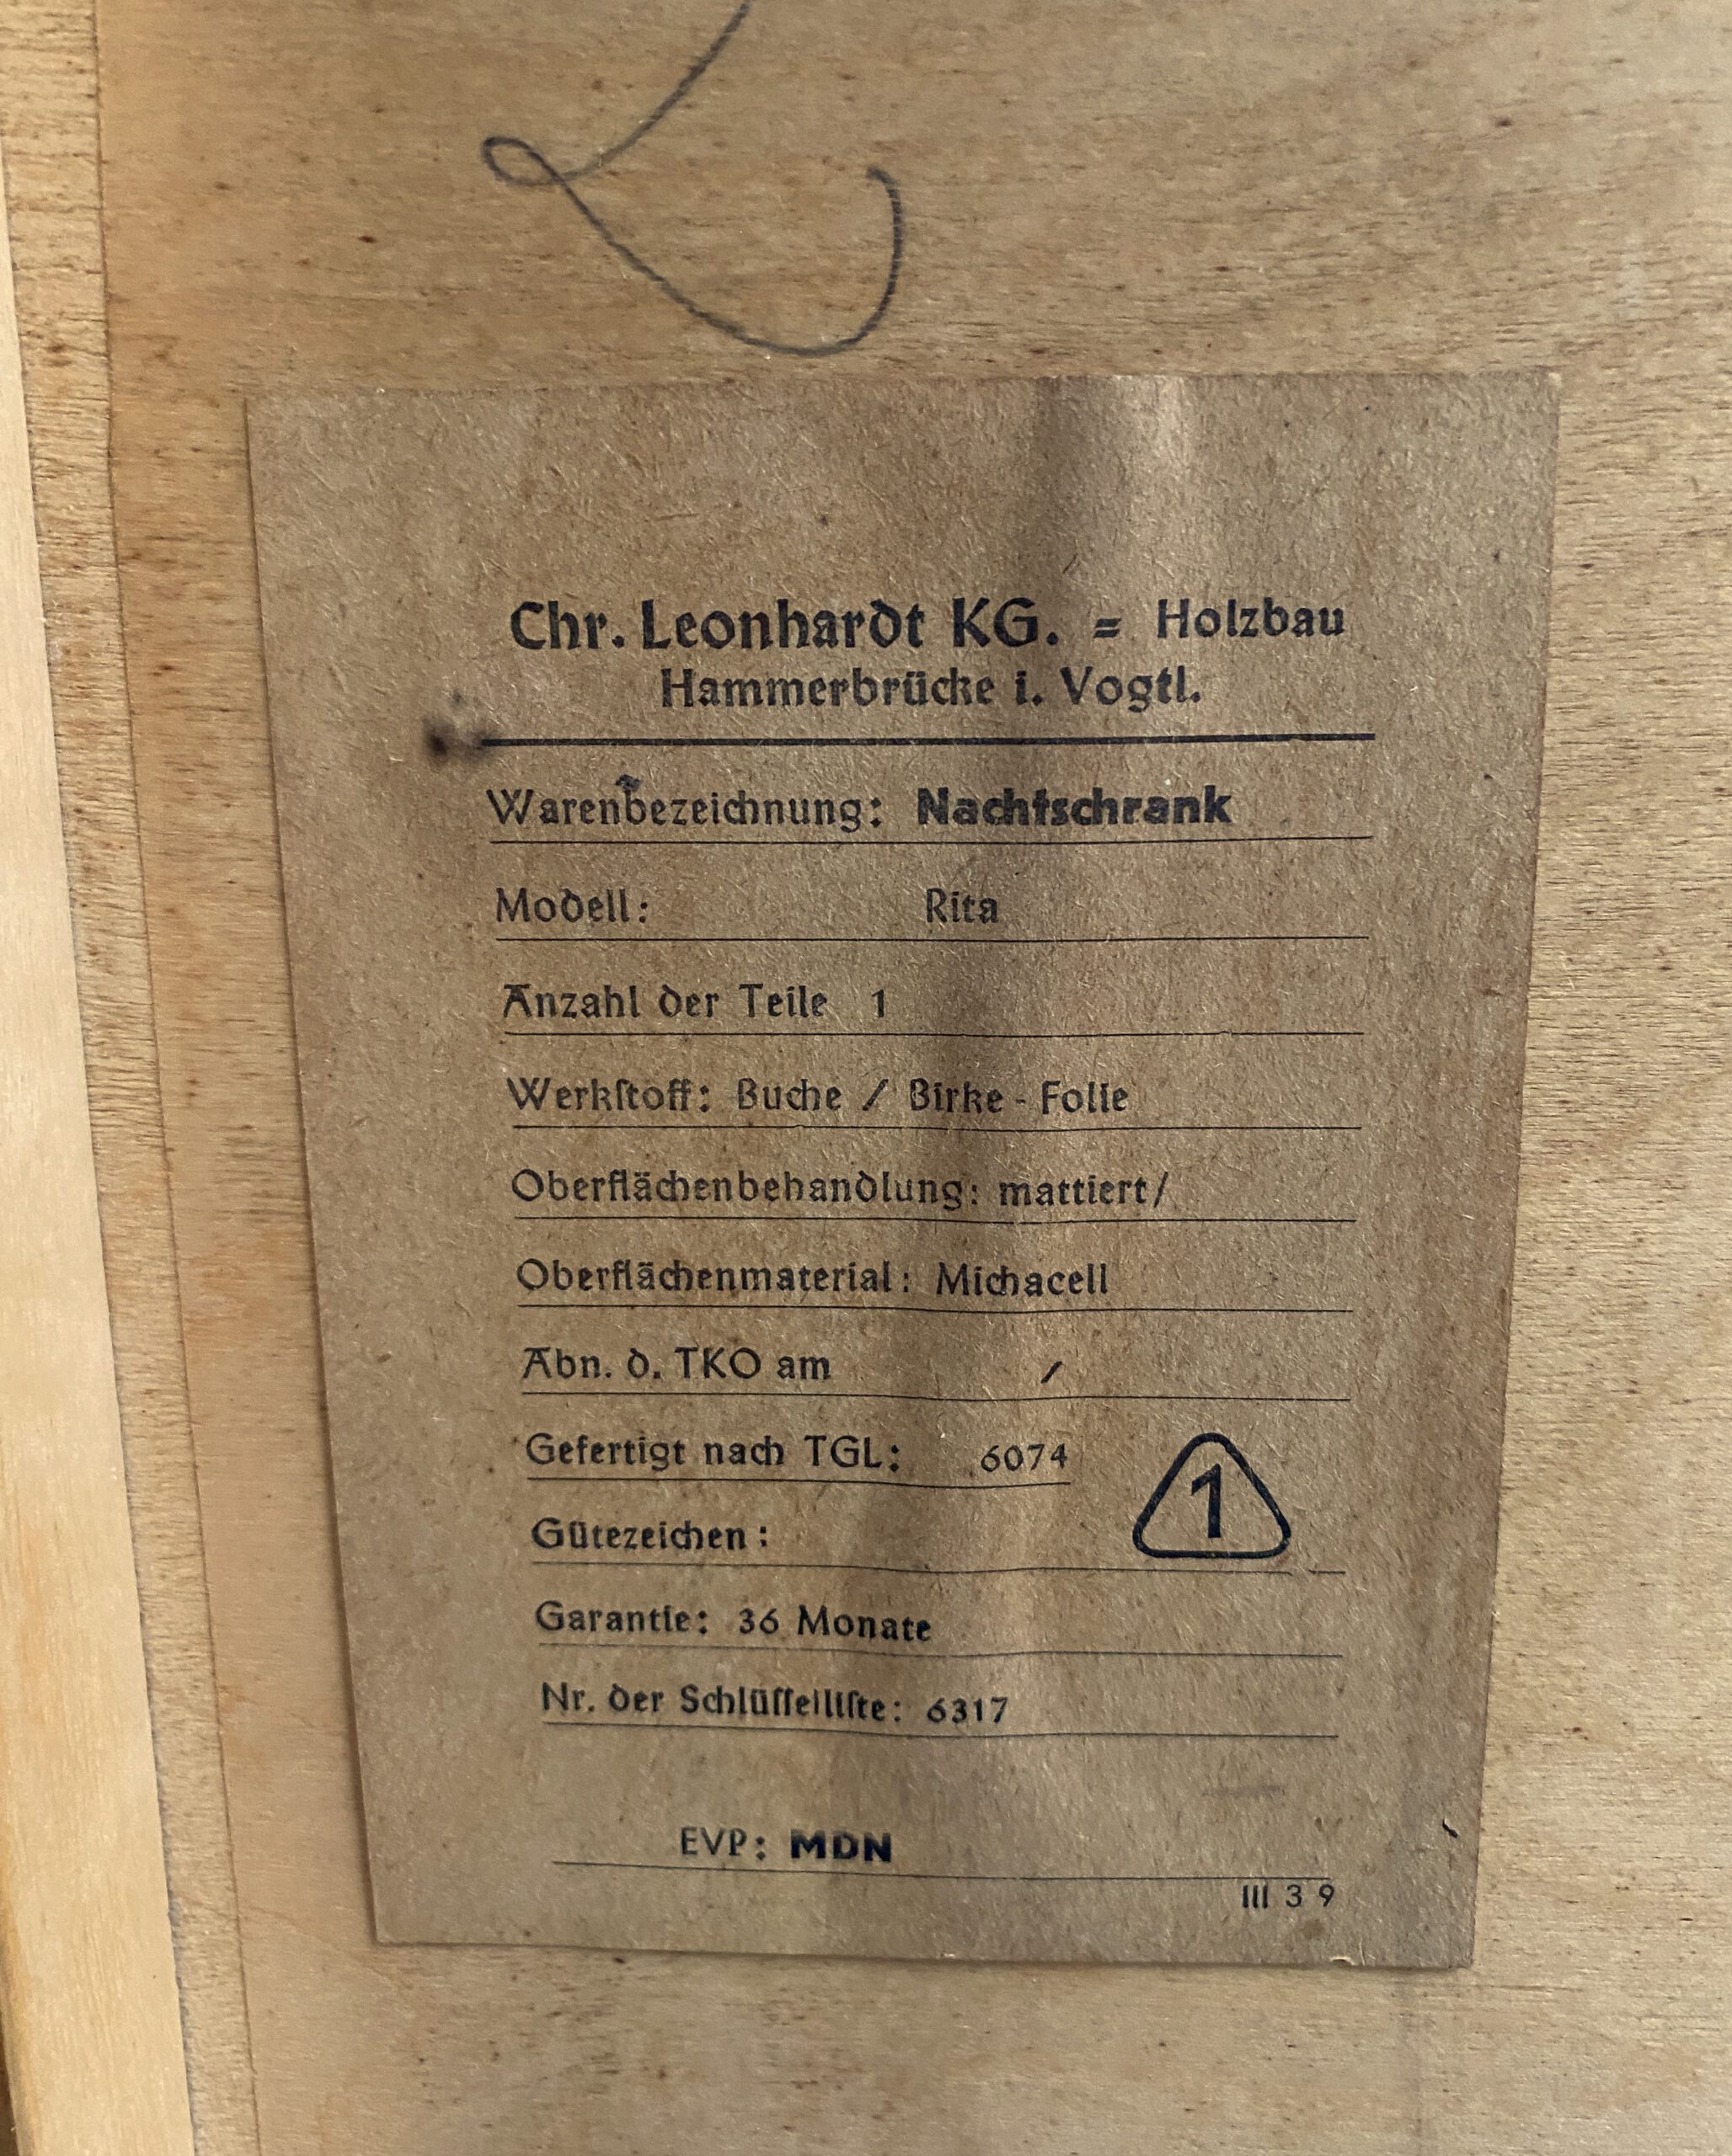 Chr. Leonhardt KG. = Holzbau
Hammerbrücke i. Vogtl.
Warenbezeichnung: Nachtschrank
Modell: Rita
Anzahl der Teile 1
Werkſtoff: Buche / Birke - Folie
Oberflächenbehandlung: mattiert/
Oberflächenmaterial: Michacell
Abn. d. TKO am /
Gefertigt nach TGL: 6074
1
Gütezeichen:
Garantie: 36 Monate
Nr. der Schlüſſelliſte: 6317
EVP: MDN
III 3 9